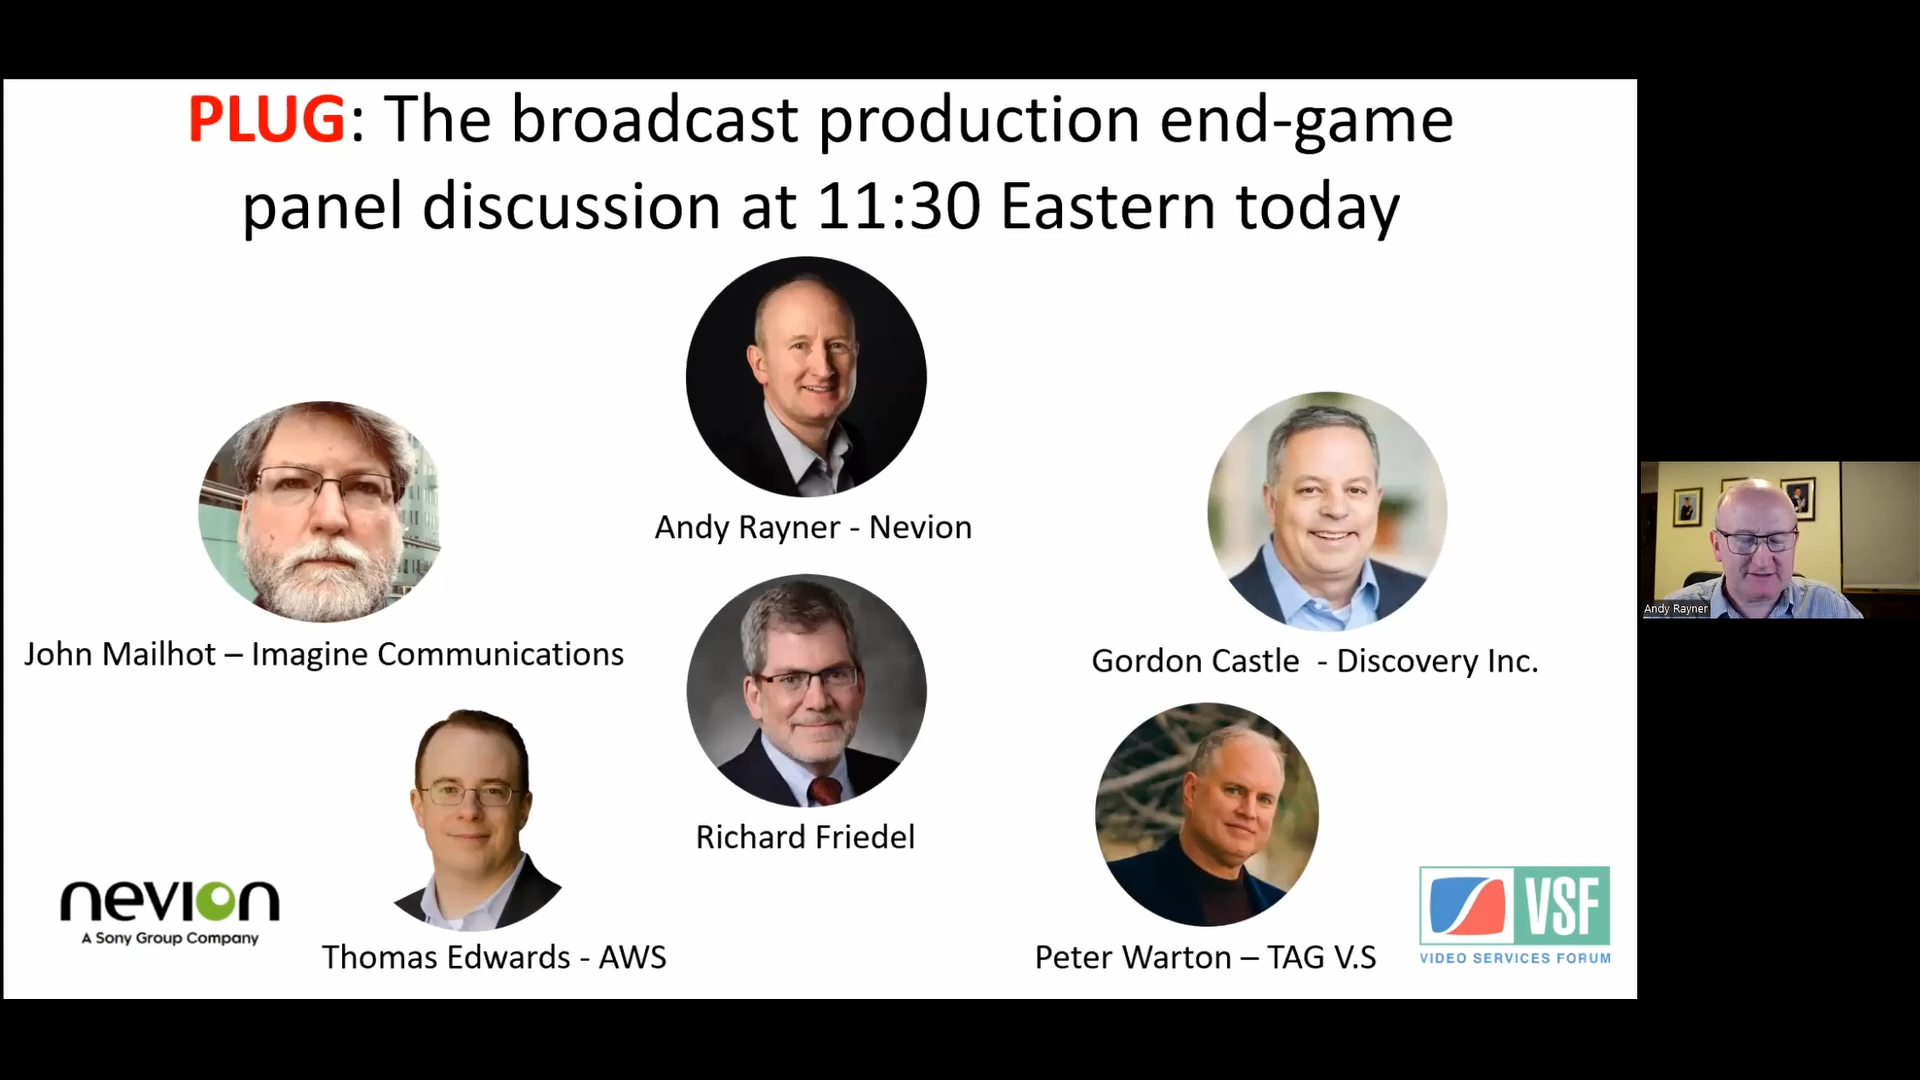 PLUG: The broadcast production end-game
panel discussion at 11:30 Eastern today
Andy Rayner - Nevion
John Mailhot – Imagine Communications
Gordon Castle  - Discovery Inc.
Richard Friedel
Thomas Edwards - AWS
Peter Warton – TAG V.S
nevion
A Sony Group Company
VSF
VIDEO SERVICES FORUM
Andy Rayner